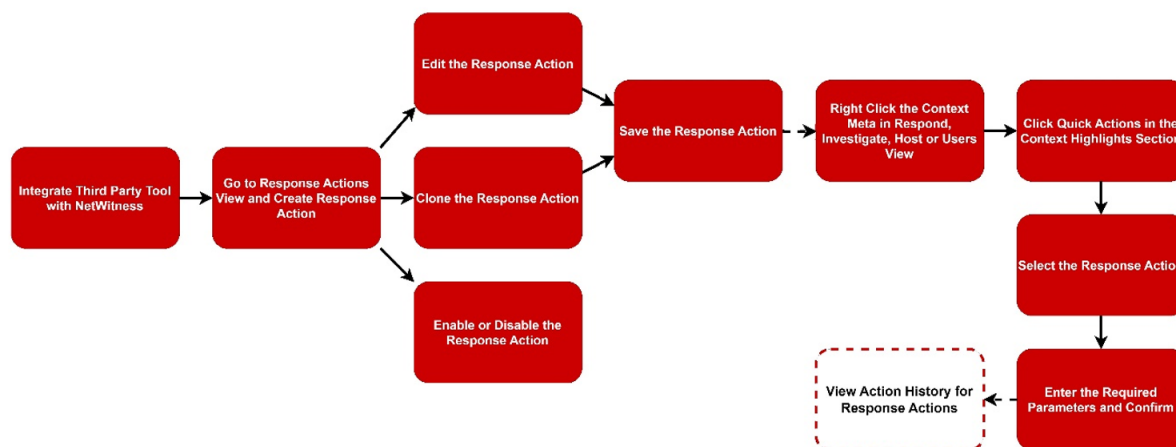 Integrate Third Party Tool
with NetWitness
Go to Response Actions
View and Create Response
Action
Edit the Response Action
Clone the Response Action
Enable or Disable the
Response Action
Save the Response Action
Right Click the Context
Meta in Respond,
Investigate, Host or Users
View
Click Quick Actions in the
Context Highlights Section
Select the Response Action
Enter the Required
Parameters and Confirm
View Action History for
Response Actions